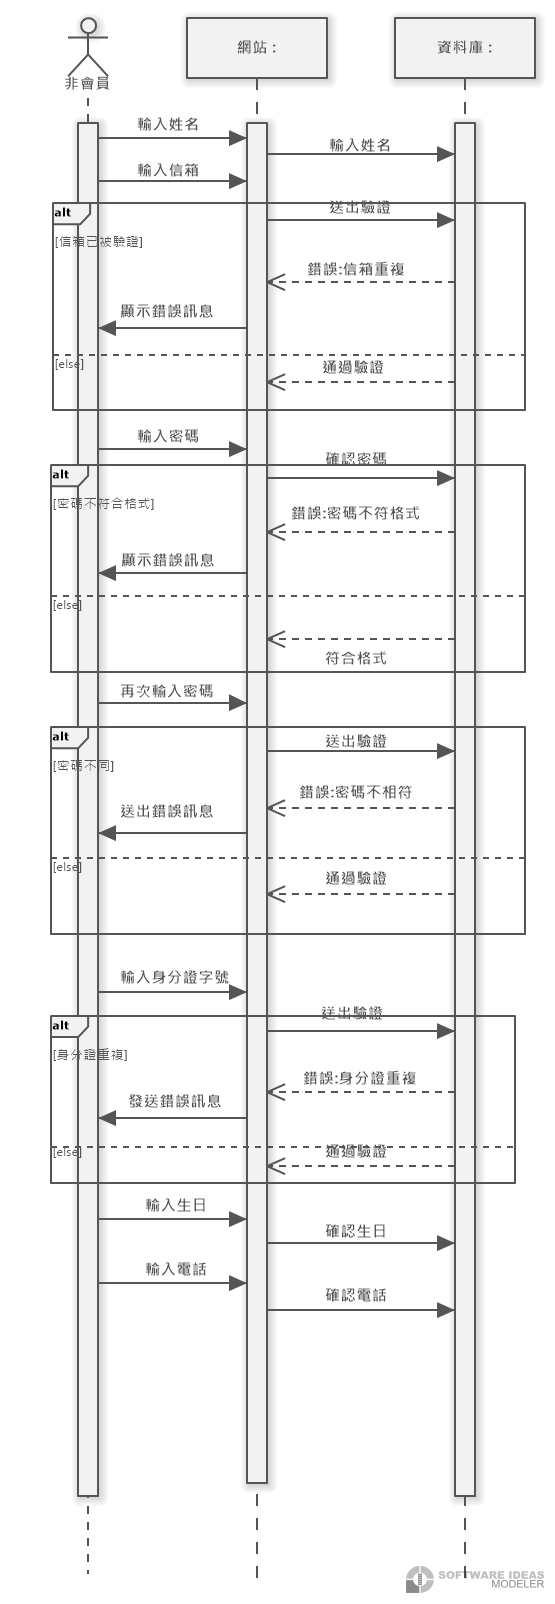 網站 :
資料庫 :
非會員
輸入姓名
輸入姓名
輸入信箱
alt
送出驗證
[信箱已被驗證]
錯誤:信箱重複
顯示錯誤訊息
[else]
通過驗證
輸入密碼
確認密碼
alt
[密碼不符合格式]
錯誤:密碼不符格式
顯示錯誤訊息
[else]
符合格式
再次輸入密碼
alt
送出驗證
[密碼不同]
錯誤:密碼不相符
送出錯誤訊息
[else]
通過驗證
輸入身分證字號
送出驗證
alt
[身分證重複]
錯誤:身分證重複
發送錯誤訊息
[else]
通過驗證
輸入生日
確認生日
輸入電話
確認電話
SOFTWARE IDEAS
MODELER